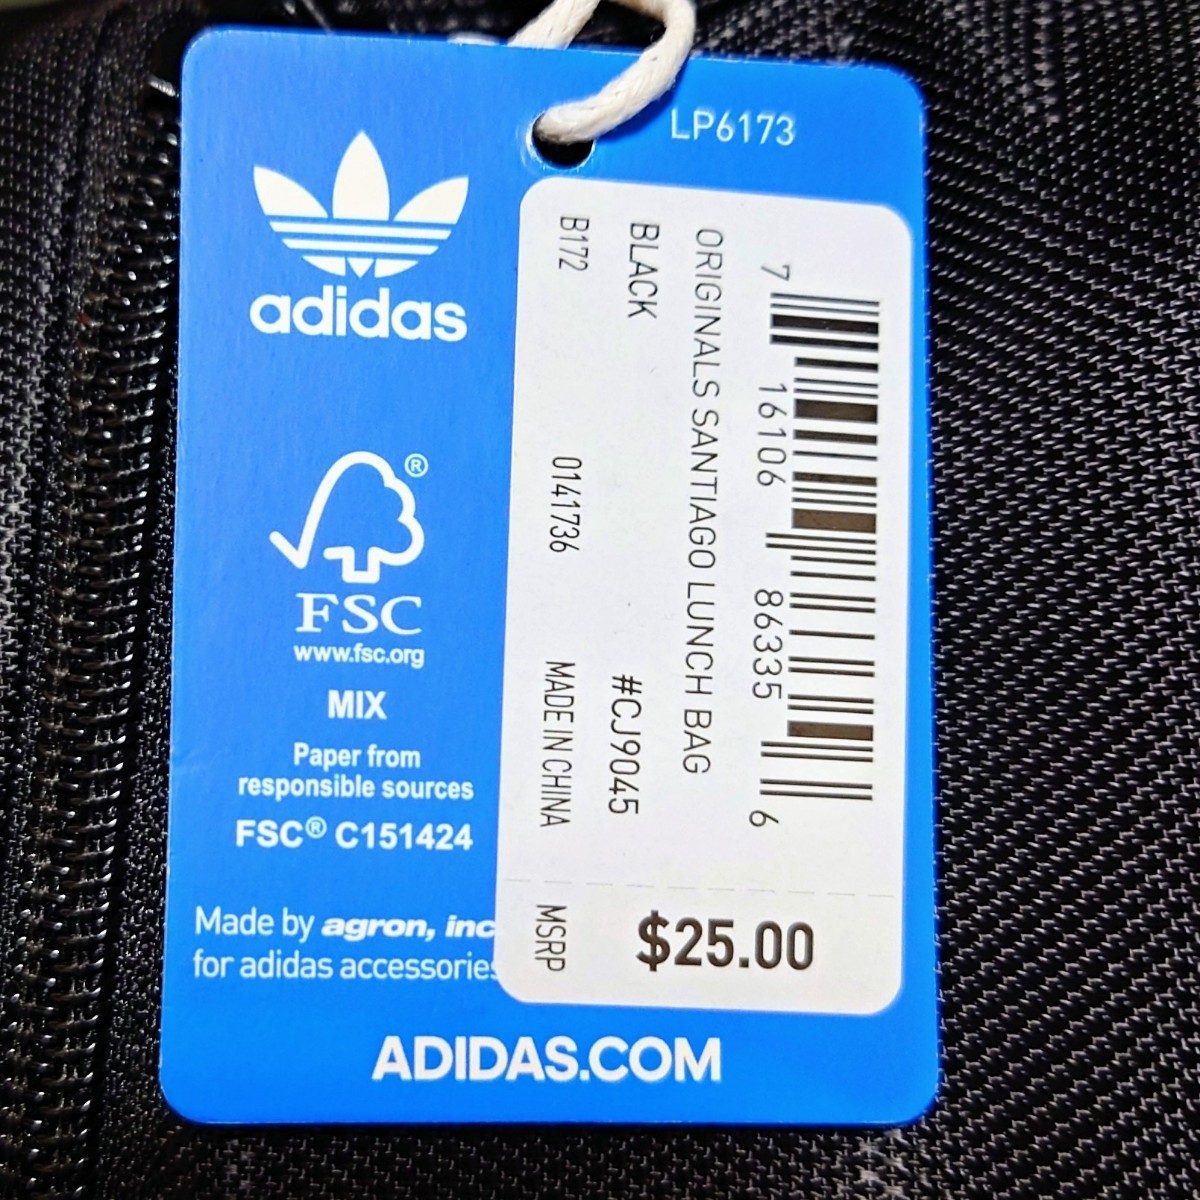 LP6173
adidas
®
FSC
www.fsc.org
MIX
Paper from
responsible sources
FSC® C151424
Made by agron, inc
for adidas accessories
7 16106 86335 6
ORIGINALS SANTIAGO LUNCH BAG
BLACK #CJ9045
B172 0141736 MADE IN CHINA
MSRP
$25.00
ADIDAS.COM